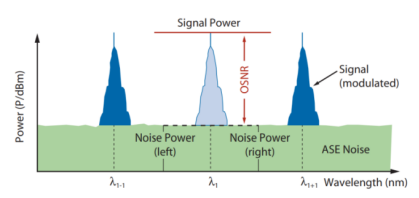 Signal Power
Power (P/dBm)
OSNR
Signal
(modulated)
Noise Power
(left)
Noise Power
(right)
ASE Noise
λ1-1
λ1
λ1+1
Wavelength (nm)